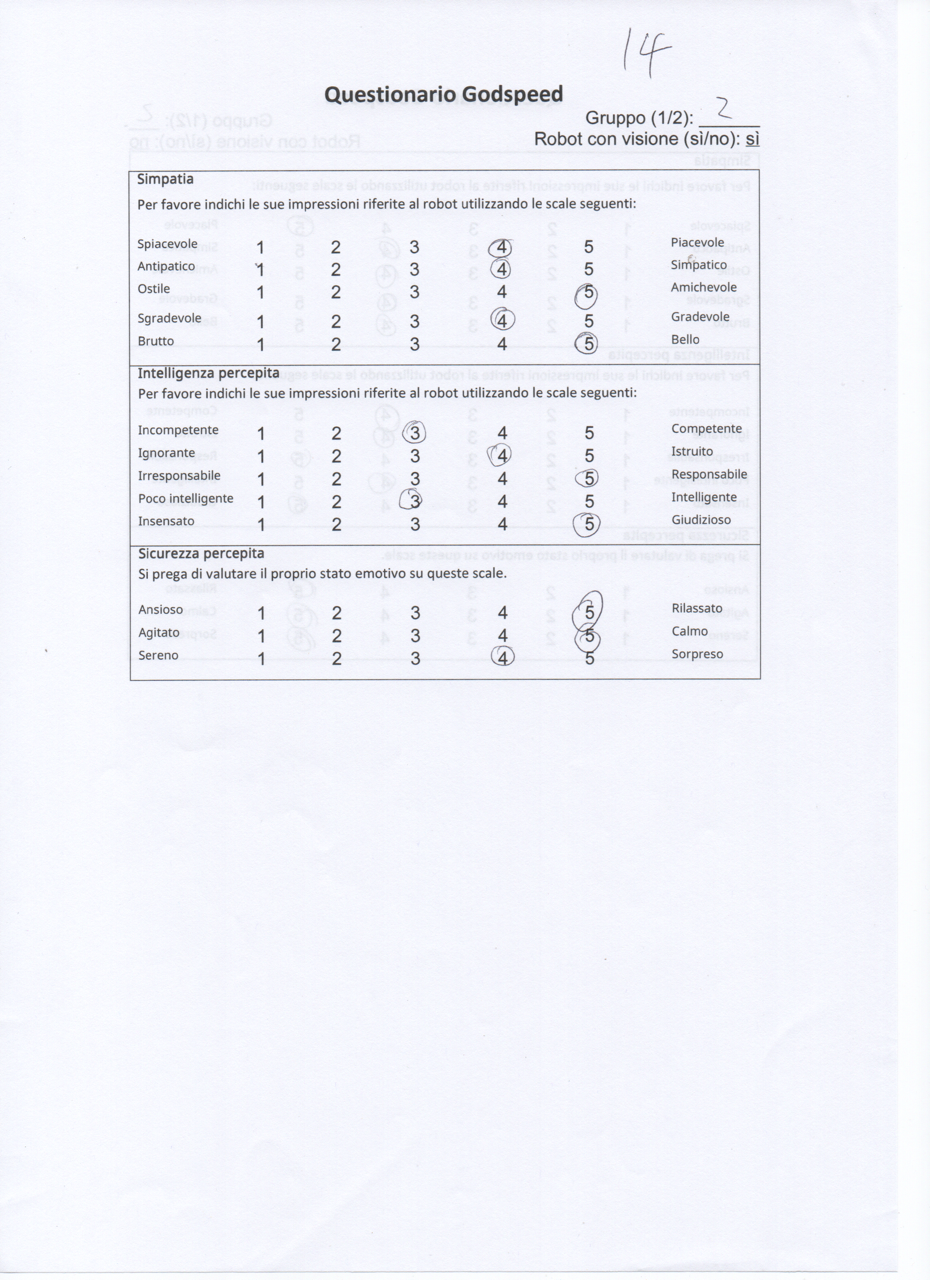 14
Questionario Godspeed
Gruppo (1/2): 2
Robot con visione (sì/no): sì
Simpatia
Per favore indichi le sue impressioni riferite al robot utilizzando le scale seguenti:
Spiacevole 1 2 3 4 5 Piacevole
Antipatico 1 2 3 4 5 Simpatico
Ostile 1 2 3 4 5 Amichevole
Sgradevole 1 2 3 4 5 Gradevole
Brutto 1 2 3 4 5 Bello
Intelligenza percepita
Per favore indichi le sue impressioni riferite al robot utilizzando le scale seguenti:
Incompetente 1 2 3 4 5 Competente
Ignorante 1 2 3 4 5 Istruito
Irresponsabile 1 2 3 4 5 Responsabile
Poco intelligente 1 2 3 4 5 Intelligente
Insensato 1 2 3 4 5 Giudizioso
Sicurezza percepita
Si prega di valutare il proprio stato emotivo su queste scale.
Ansioso 1 2 3 4 5 Rilassato
Agitato 1 2 3 4 5 Calmo
Sereno 1 2 3 4 5 Sorpreso